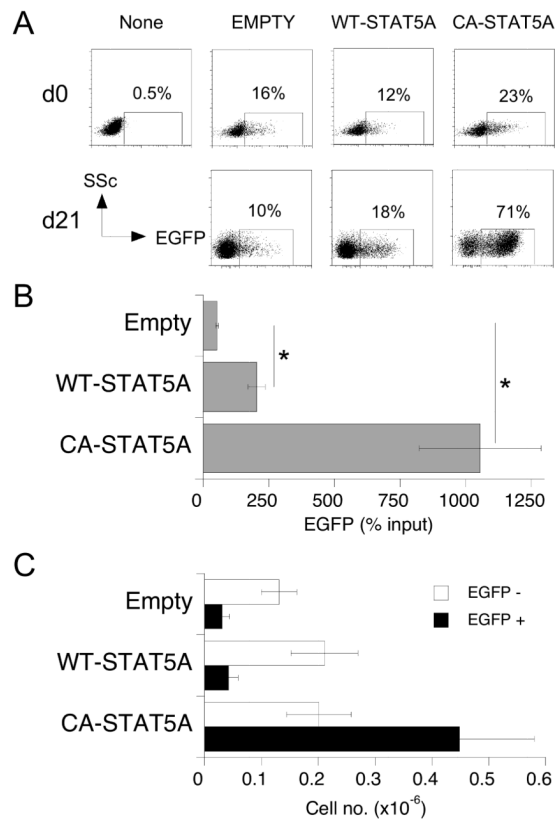 A
None EMPTY WT-STAT5A CA-STAT5A
d0 0.5% 16% 12% 23%
SSc
d21 10% 18% 71%
EGFP
B
Empty
*
WT-STAT5A
*
CA-STAT5A
0 250 500 750 1000 1250
EGFP (% input)
C
EGFP -
Empty
EGFP +
WT-STAT5A
CA-STAT5A
0 0.1 0.2 0.3 0.4 0.5 0.6
Cell no. (x10-6)